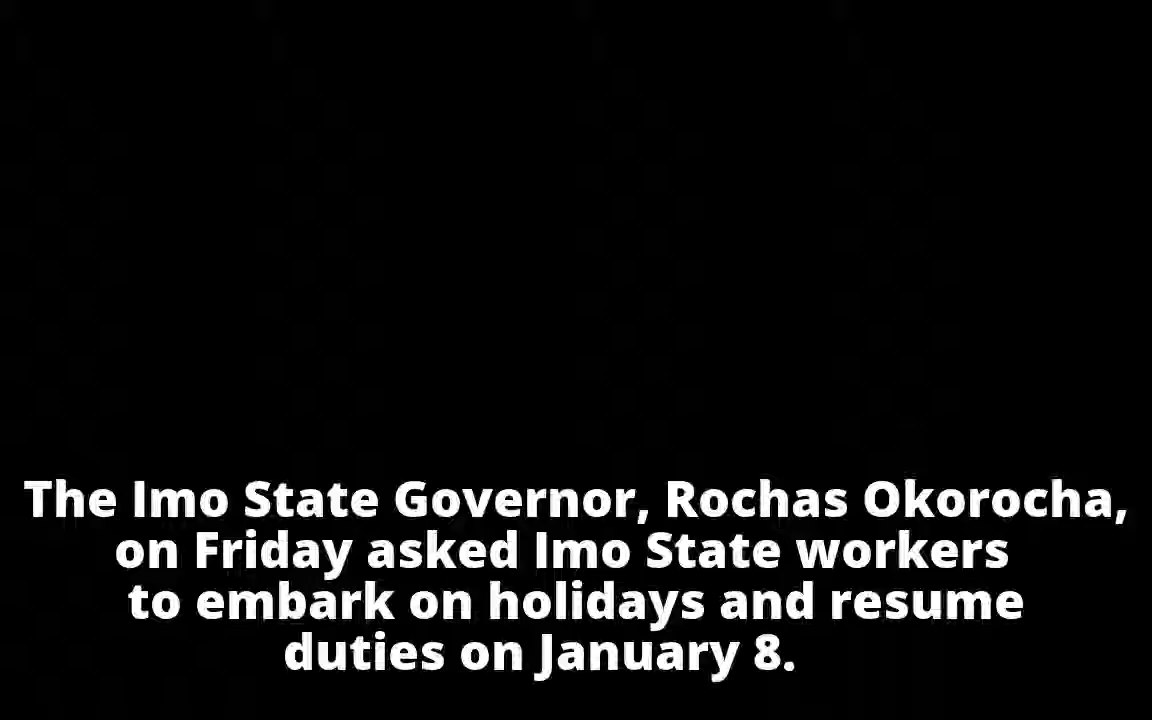 The Imo State Governor, Rochas Okorocha,
on Friday asked Imo State workers
to embark on holidays and resume
duties on January 8.